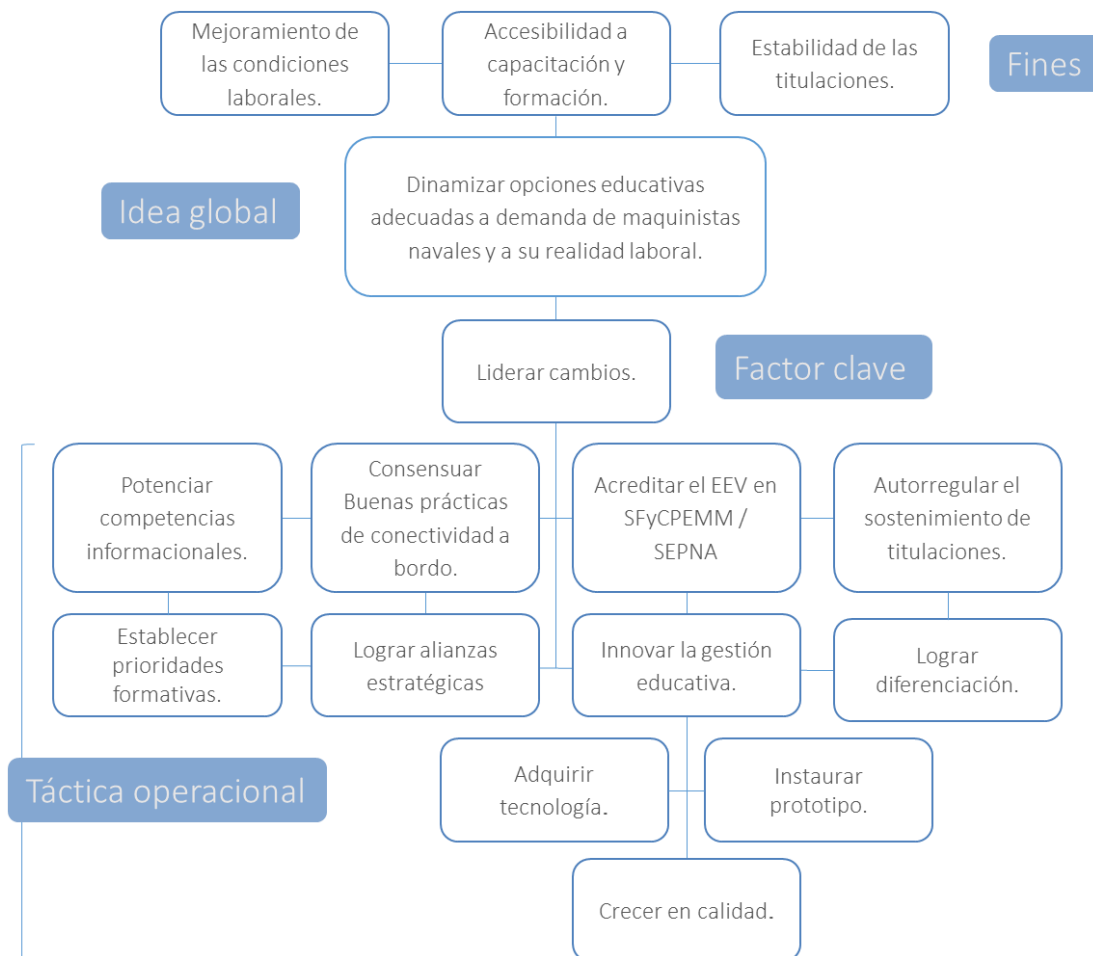 Mejoramiento de
las condiciones
laborales.
Accesibilidad a
capacitación y
formación.
Estabilidad de las
titulaciones.
Fines
Idea global
Dinamizar opciones educativas
adecuadas a demanda de maquinistas
navales y a su realidad laboral.
Liderar cambios.
Factor clave
Potenciar
competencias
informacionales.
Consensuar
Buenas prácticas
de conectividad a
bordo.
Acreditar el EEV en
SFyCPEMM /
SEPNA
Autorregular el
sostenimiento de
titulaciones.
Establecer
prioridades
formativas.
Lograr alianzas
estratégicas
Innovar la gestión
educativa.
Lograr
diferenciación.
Táctica operacional
Adquirir
tecnología.
Instaurar
prototipo.
Crecer en calidad.